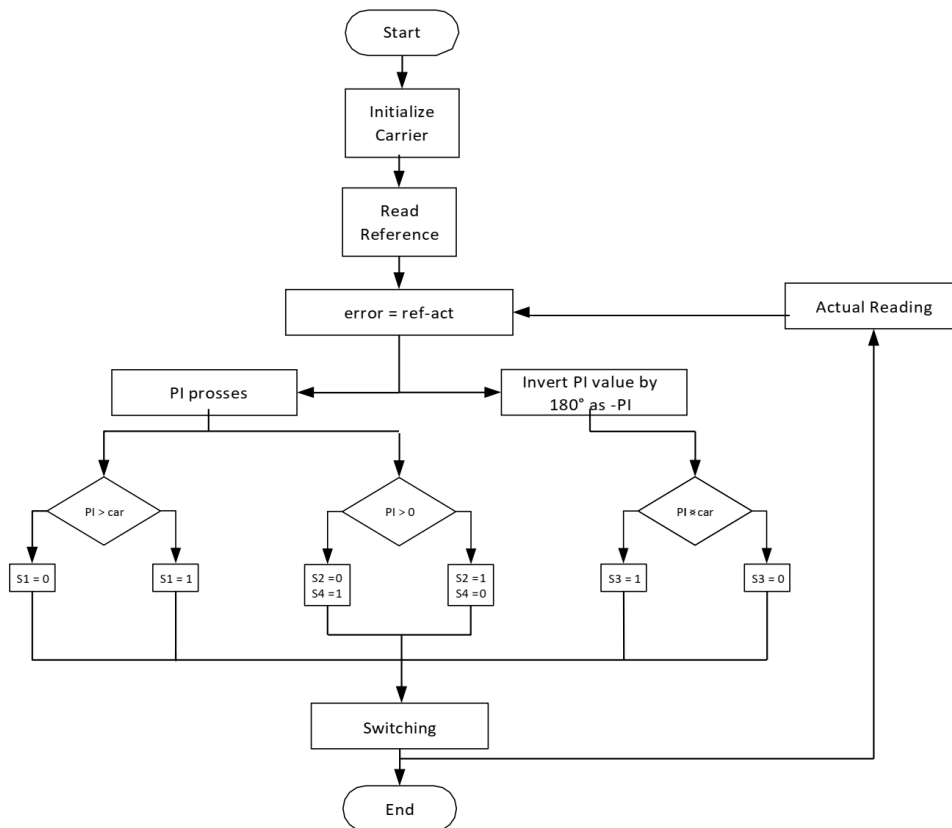 Start
Initialize
Carrier
Read
Reference
error = ref-act
Actual Reading
PI prosses
Invert PI value by
180° as -PI
PI > car
PI > 0
PI car
S1 = 0
S1 = 1
S2 =0
S4 =1
S2 =1
S4 =0
S3 = 1
S3 = 0
Switching
End